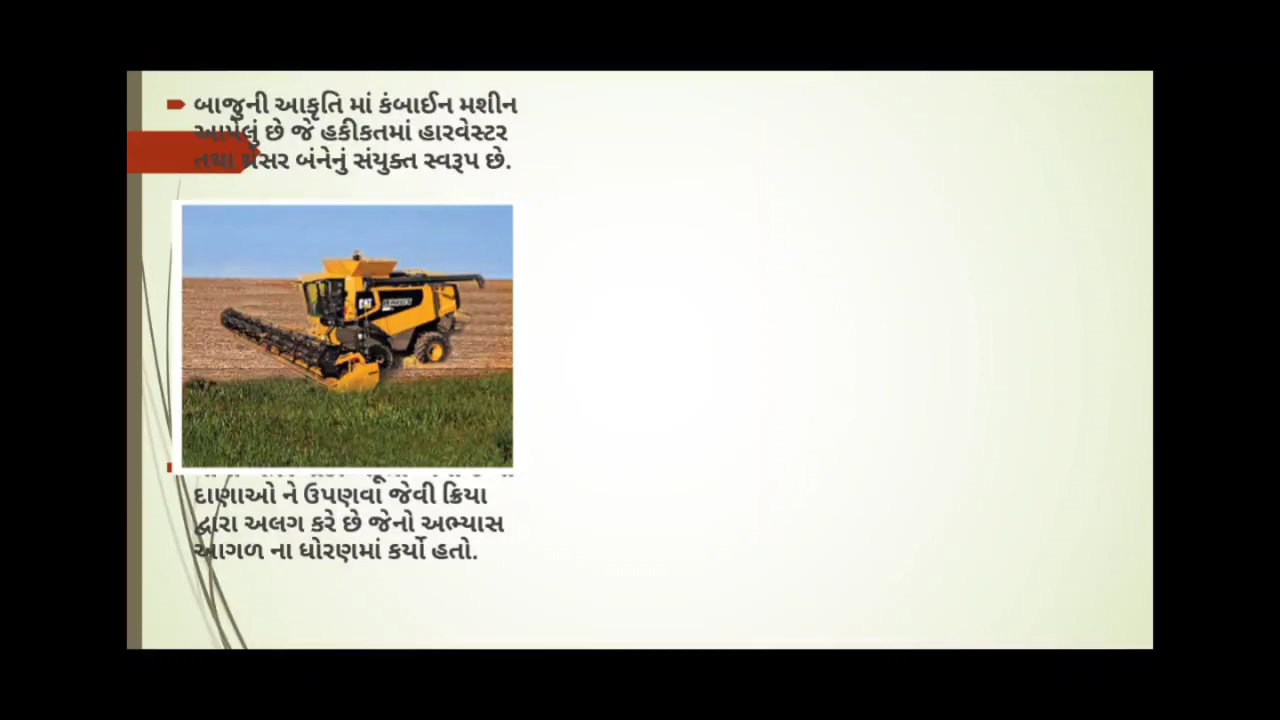 બાજુની આકૃતિ માં કંબાઈન મશીન
આપેલું છે જે હકીકતમાં હારવેસ્ટર
તથા થ્રેસર બંનેનું સંયુક્ત સ્વરૂપ છે.
CAT
દાણાઓ ને ઉપણવા જેવી ક્રિયા
દ્વારા અલગ કરે છે જેનો અભ્યાસ
આગળ ના ધોરણમાં કર્યો હતો.